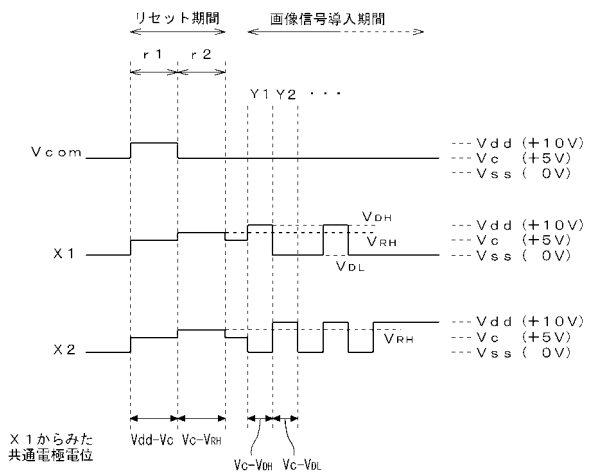 リセット期間 画像信号導入期間
r1 r2
Y1 Y2 ・・・
Vcom
Vdd (+10V)
Vc (+5V)
Vss ( 0V)
VDH
X1
VRH
VDL
Vdd (+10V)
Vc (+5V)
Vss ( 0V)
X2
VRH
Vdd (+10V)
Vc (+5V)
Vss ( 0V)
X1からみた
共通電極電位
Vdd-Vc Vc-VRH
Vc-VDH Vc-VDL